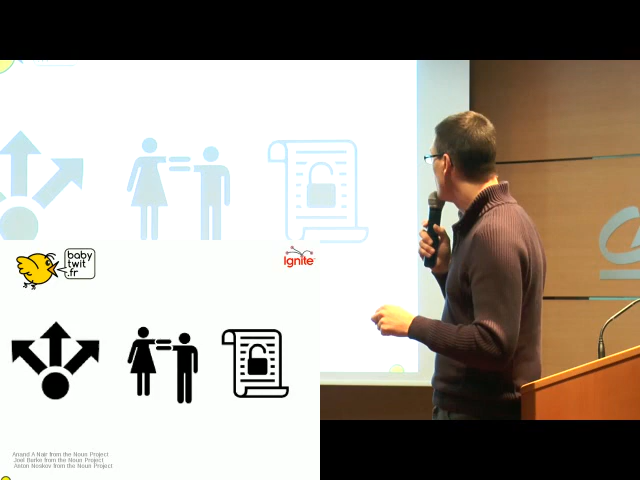 baby
twit
.fr
Ignite
Anand A Nair from the Noun Project
Joel Burke from the Noun Project
Anton Noskov from the Noun Project